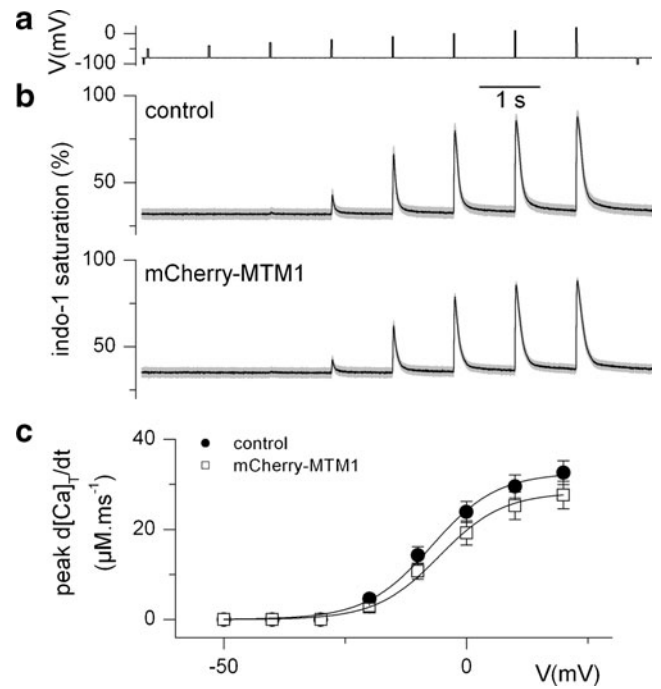 a
V(mV)
0
-100
b
1 s
control
100
50
mCherry-MTM1
100
50
indo-1 saturation (%)
c
control
mCherry-MTM1
peak d[Ca]T/dt
(µM.ms-1)
40
20
0
-50
0
V(mV)